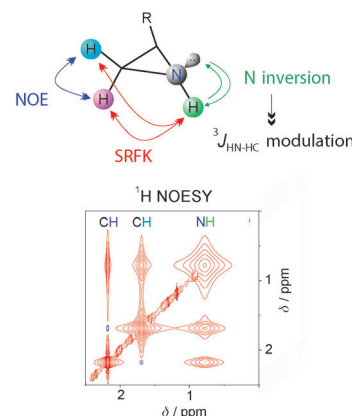 R
H
N
N inversion
NOE
H
H
SRFK
³J_HN-HC modulation
¹H NOESY
CH CH NH
1
2
δ / ppm
2 1
δ / ppm